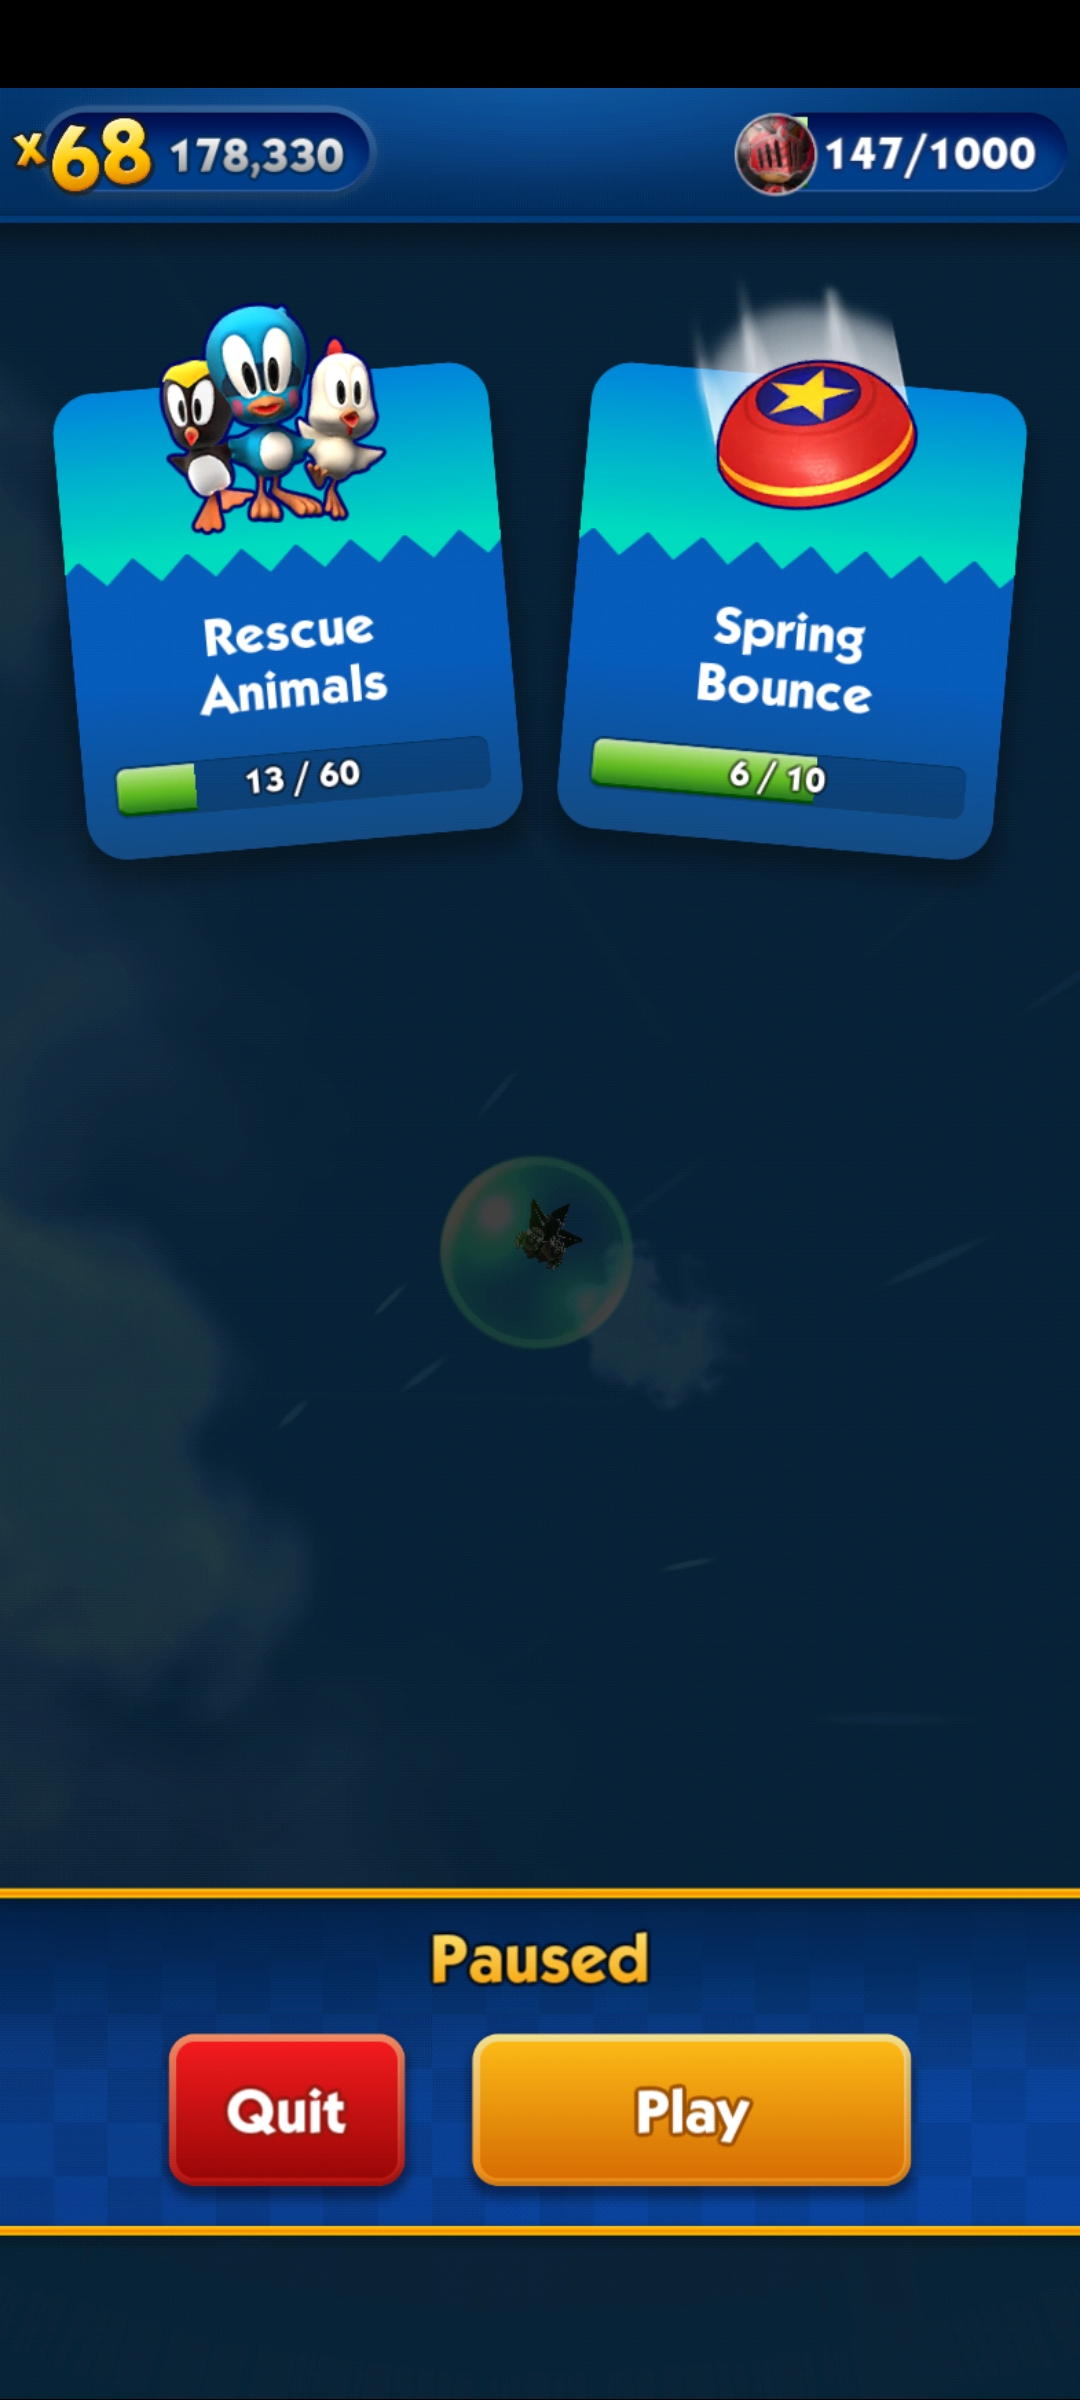 x68 178,330
147/1000
Rescue
Animals
13 / 60
Spring
Bounce
6 / 10
Paused
Quit
Play